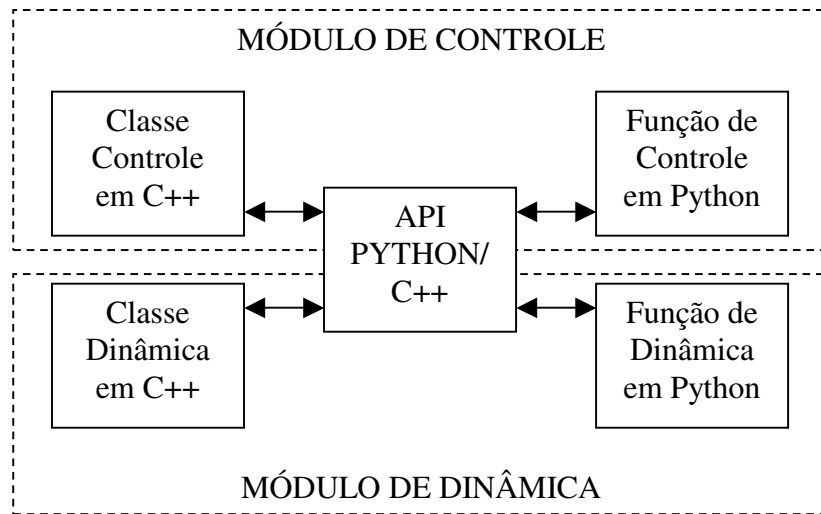 MÓDULO DE CONTROLE
Classe
Controle
em C++
Função de
Controle
em Python
API
PYTHON/
C++
Classe
Dinâmica
em C++
Função de
Dinâmica
em Python
MÓDULO DE DINÂMICA